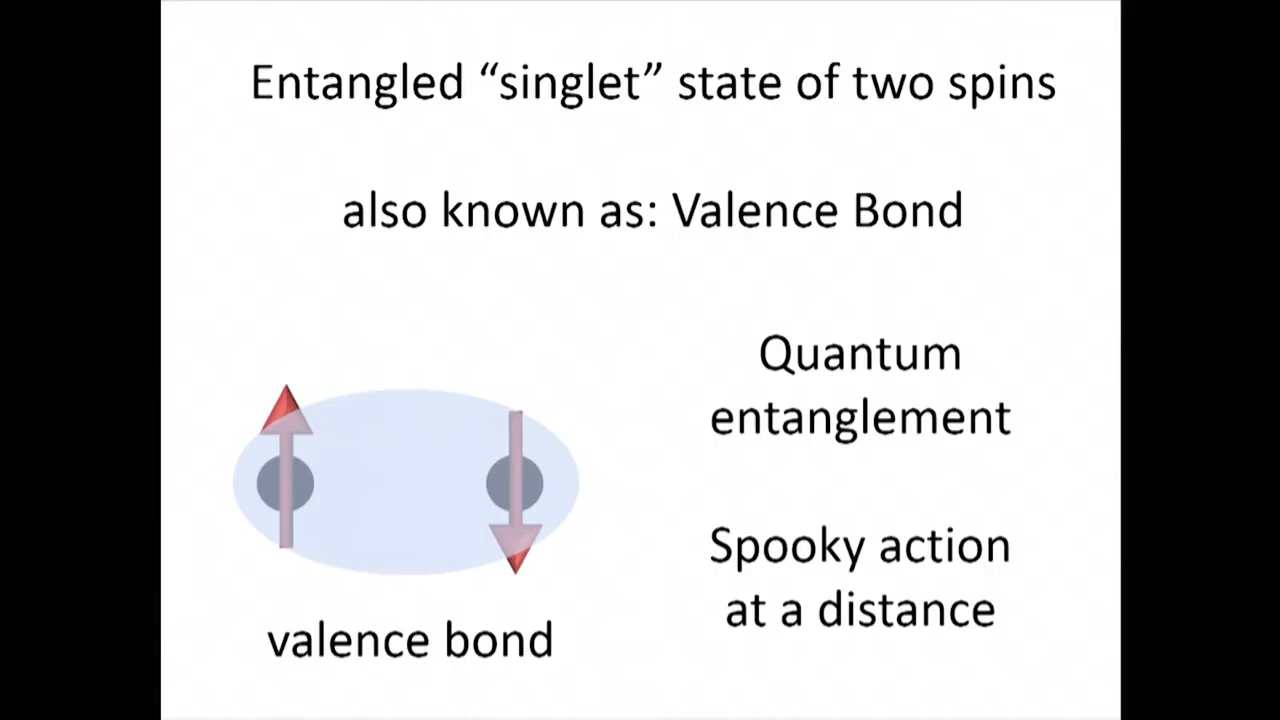 Entangled “singlet” state of two spins
also known as: Valence Bond
Quantum
entanglement
Spooky action
at a distance
valence bond